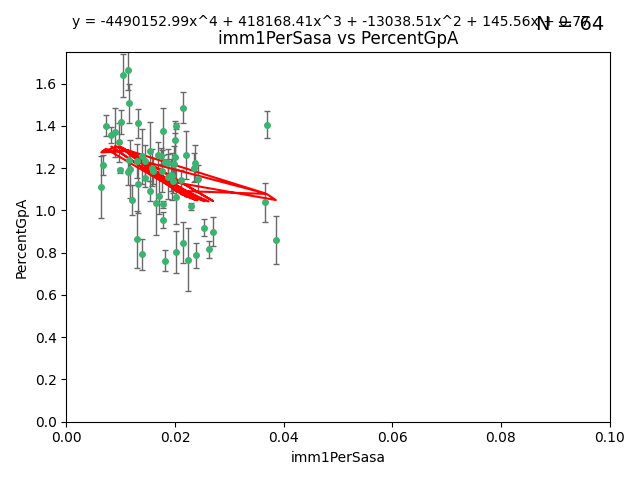 y = -4490152.99x^4 + 418168.41x^3 + -13038.51x^2 + 145.56x + 0.77
N = 64
imm1PerSasa vs PercentGpA
PercentGpA
1.6
1.4
1.2
1.0
0.8
0.6
0.4
0.2
0.0
0.00 0.02 0.04 0.06 0.08 0.10
imm1PerSasa